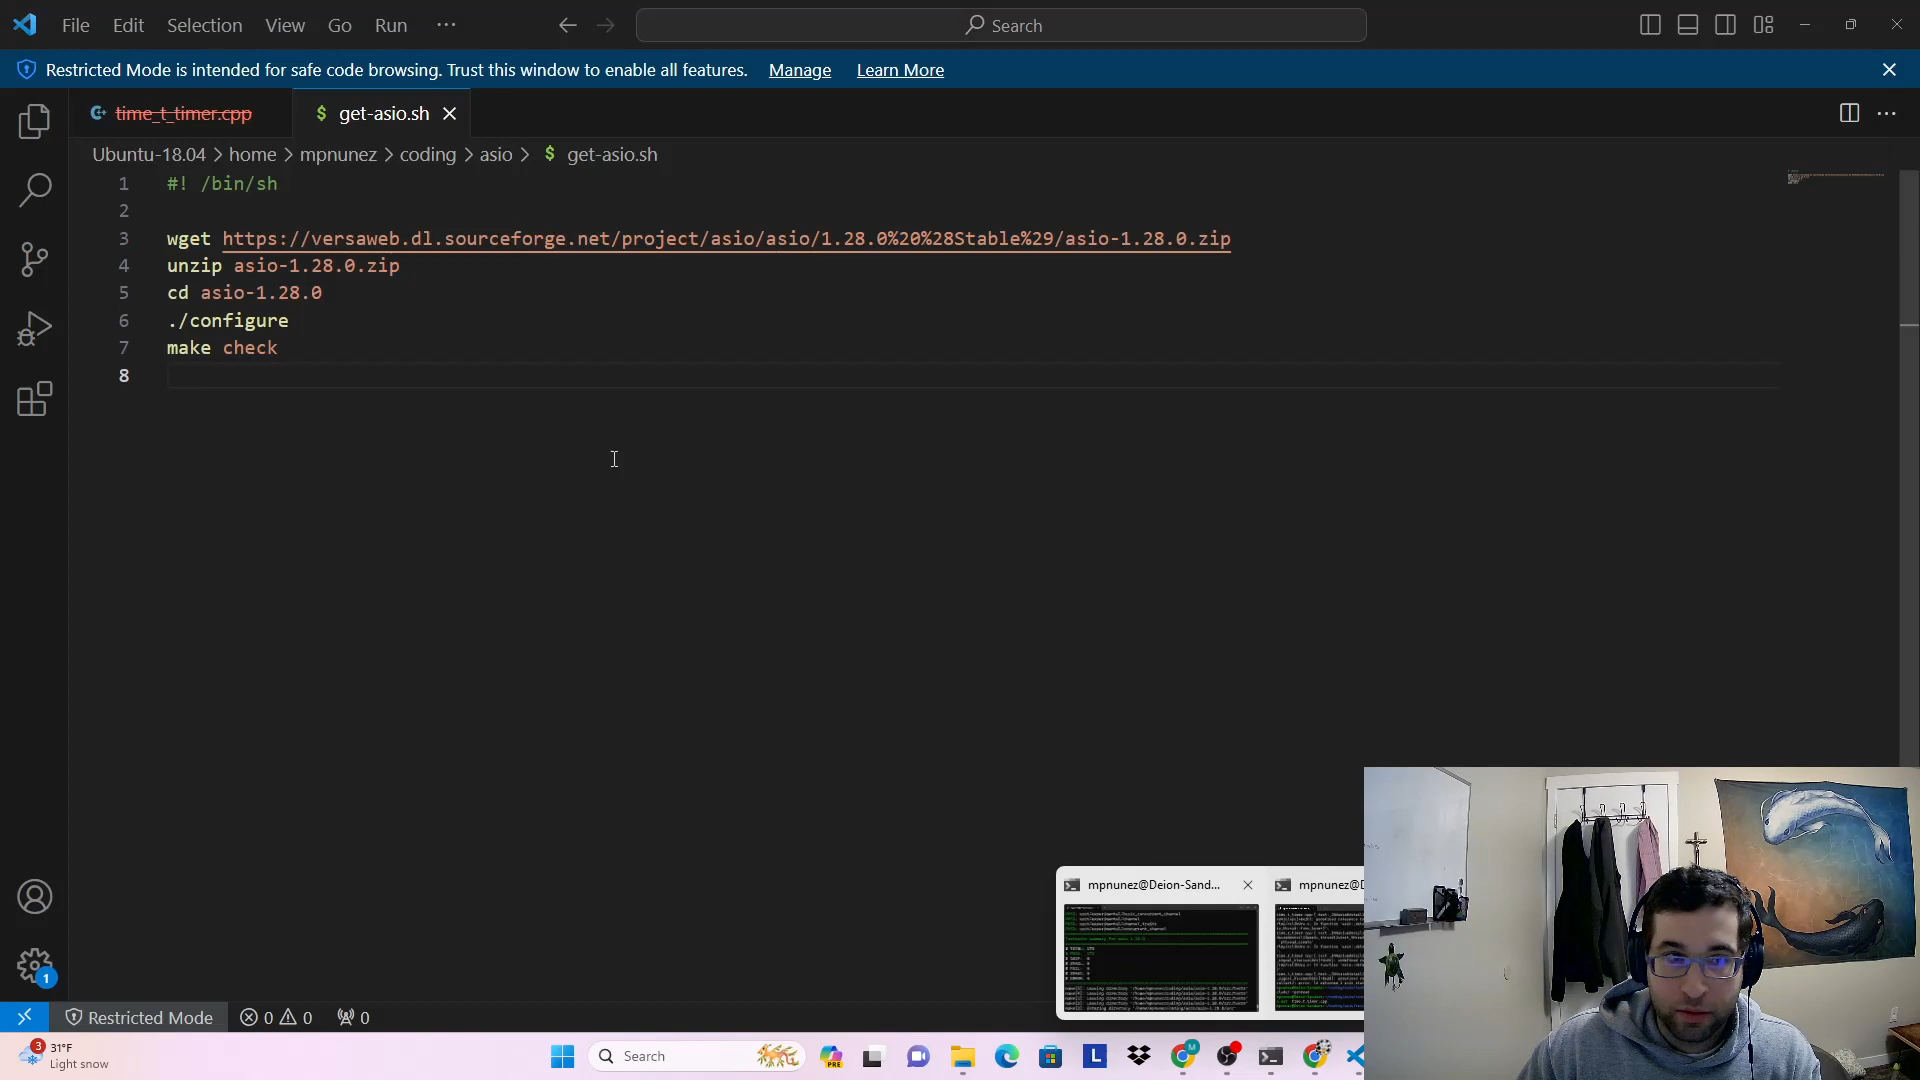 File Edit Selection View Go Run ···
Search
Restricted Mode is intended for safe code browsing. Trust this window to enable all features. Manage Learn More
time_t_timer.cpp
$ get-asio.sh
Ubuntu-18.04 > home > mpnunez > coding > asio > $ get-asio.sh
1 #! /bin/sh
2
3 wget https://versaweb.dl.sourceforge.net/project/asio/asio/1.28.0%20%28Stable%29/asio-1.28.0.zip
4 unzip asio-1.28.0.zip
5 cd asio-1.28.0
6 ./configure
7 make check
8
mpnunez@Deion-Sand...
mpnunez@D
1
Restricted Mode 0 0 0
3
31°F
Light snow
Search
PRE
L
M